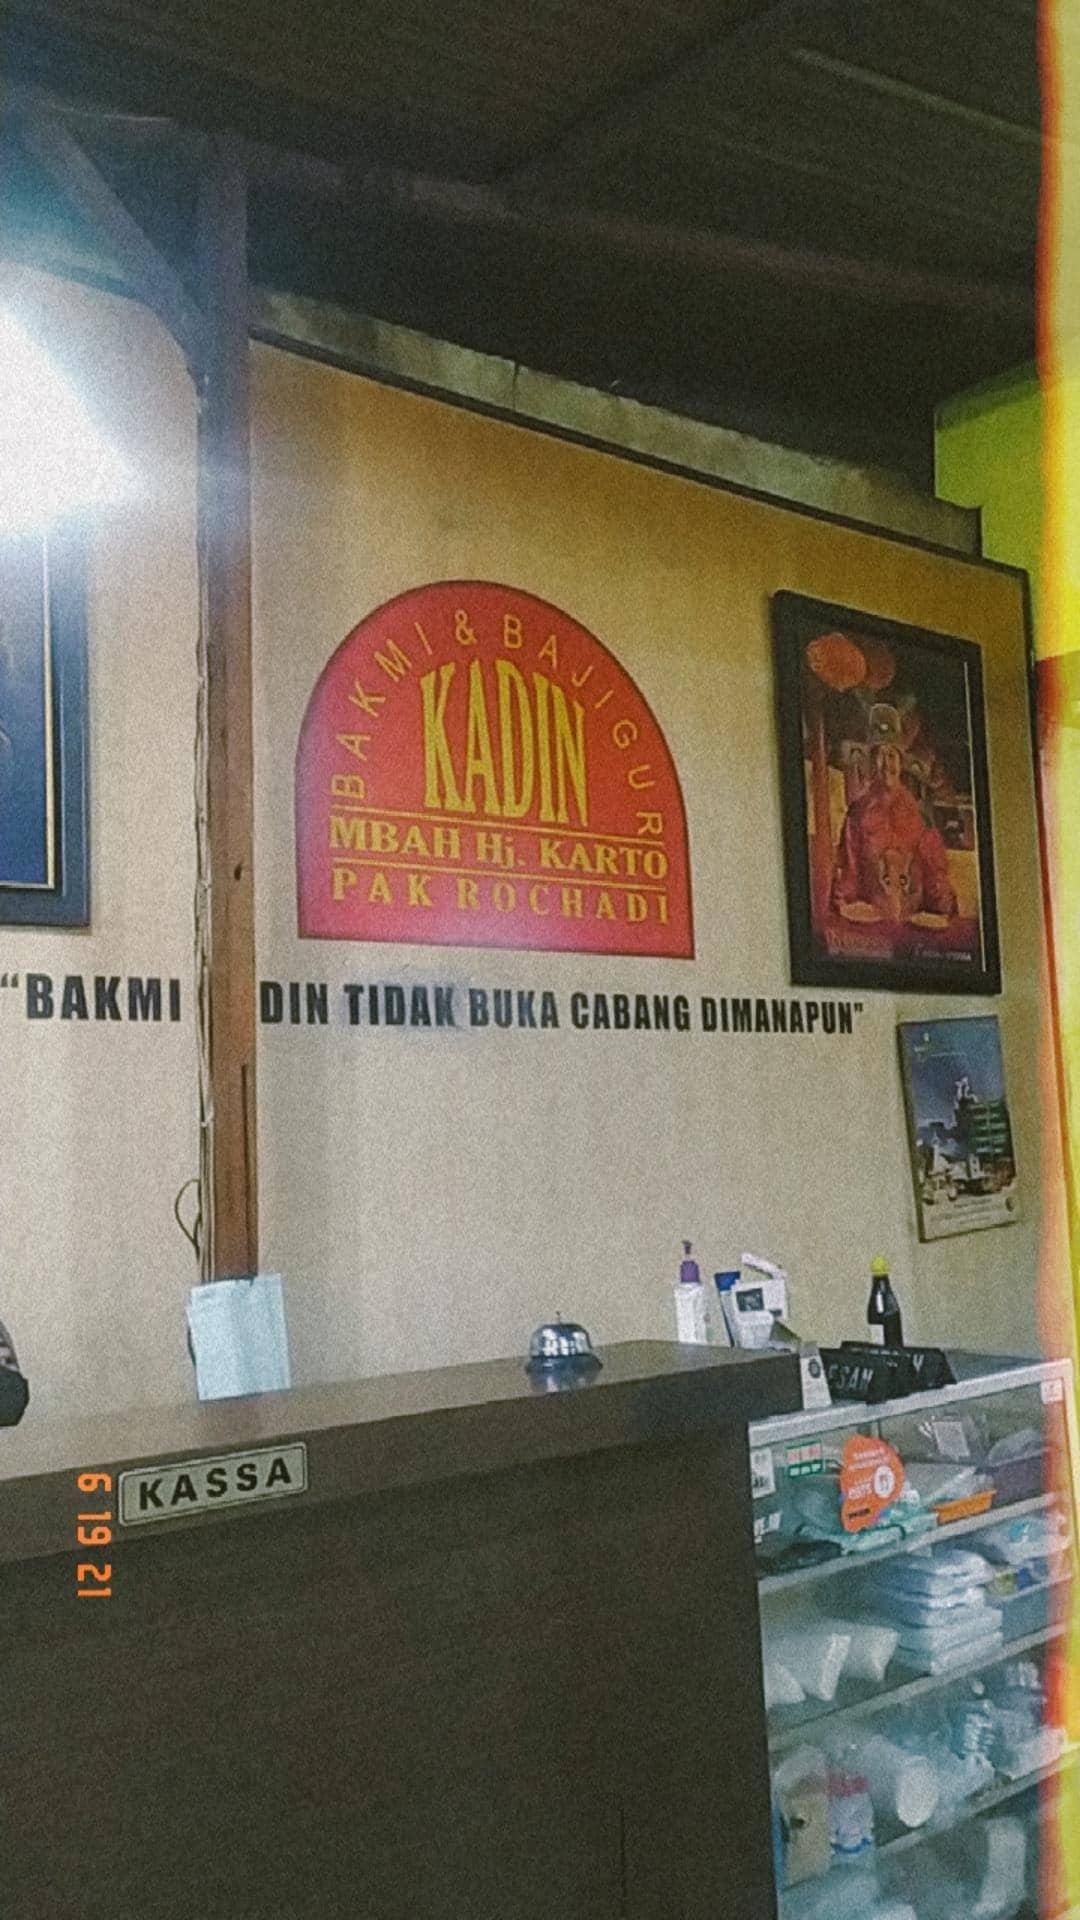 BAKMI & BAJIGUR
KADIN
MBAH Hj. KARTO
PAK ROCHADI
"BAKMI DIN TIDAK BUKA CABANG DIMANAPUN"
KASSA
6 19 21